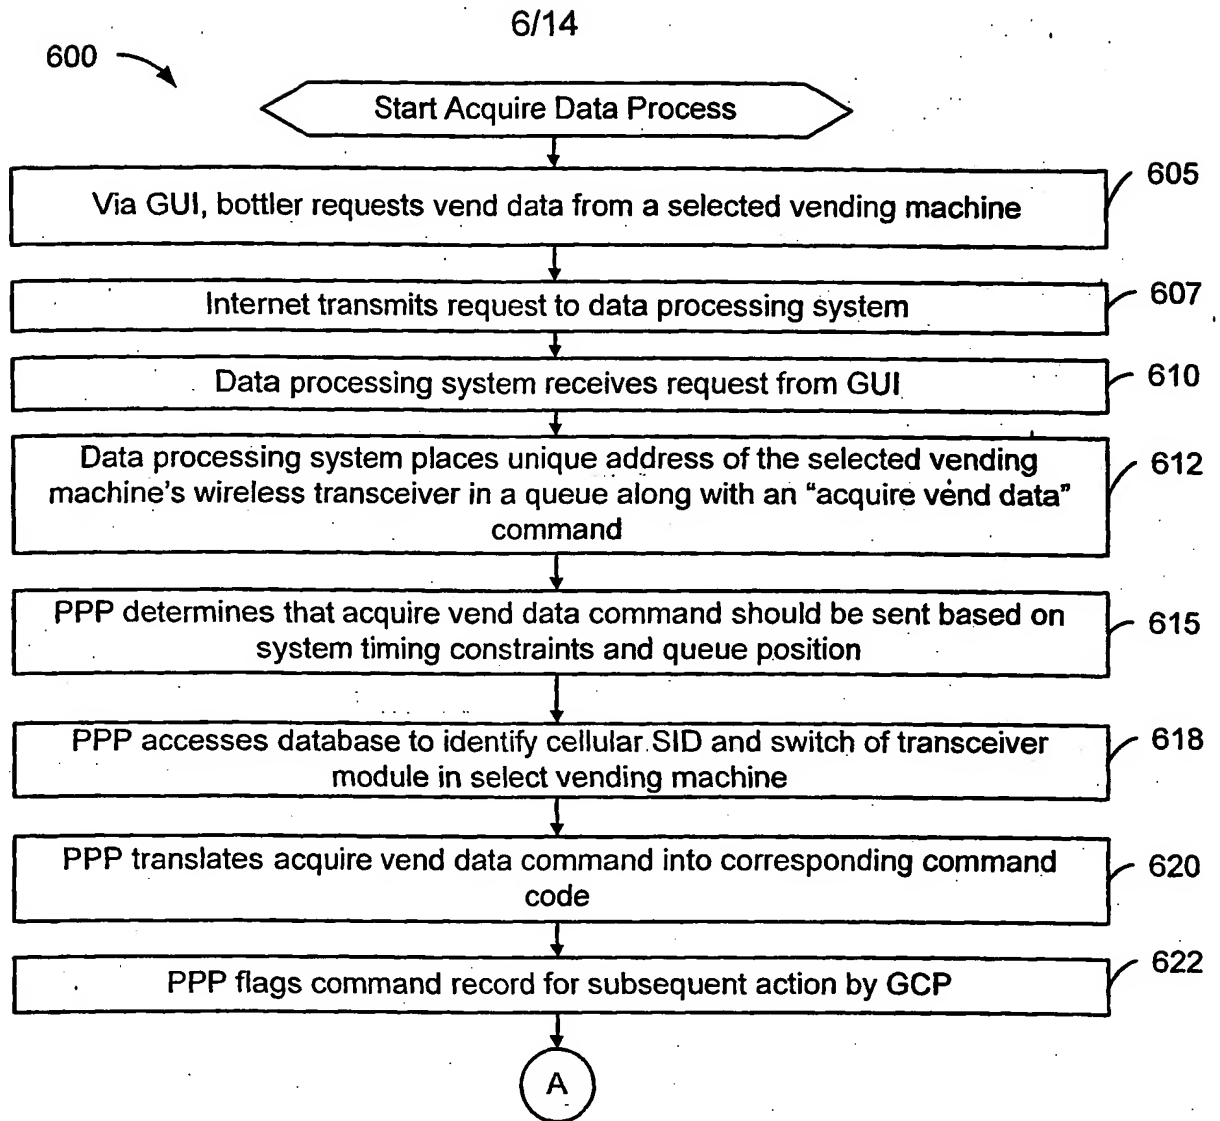 6/14
600
Start Acquire Data Process
605
Via GUI, bottler requests vend data from a selected vending machine
607
Internet transmits request to data processing system
610
Data processing system receives request from GUI
Data processing system places unique address of the selected vending
612
machine's wireless transceiver in a queue along with an "acquire vend data"
command
PPP determines that acquire vend data command should be sent based on
615
system timing constraints and queue position
PPP accesses database to identify cellular SID and switch of transceiver
618
module in select vending machine
PPP translates acquire vend data command into corresponding command
620
code
622
PPP flags command record for subsequent action by GCP
A